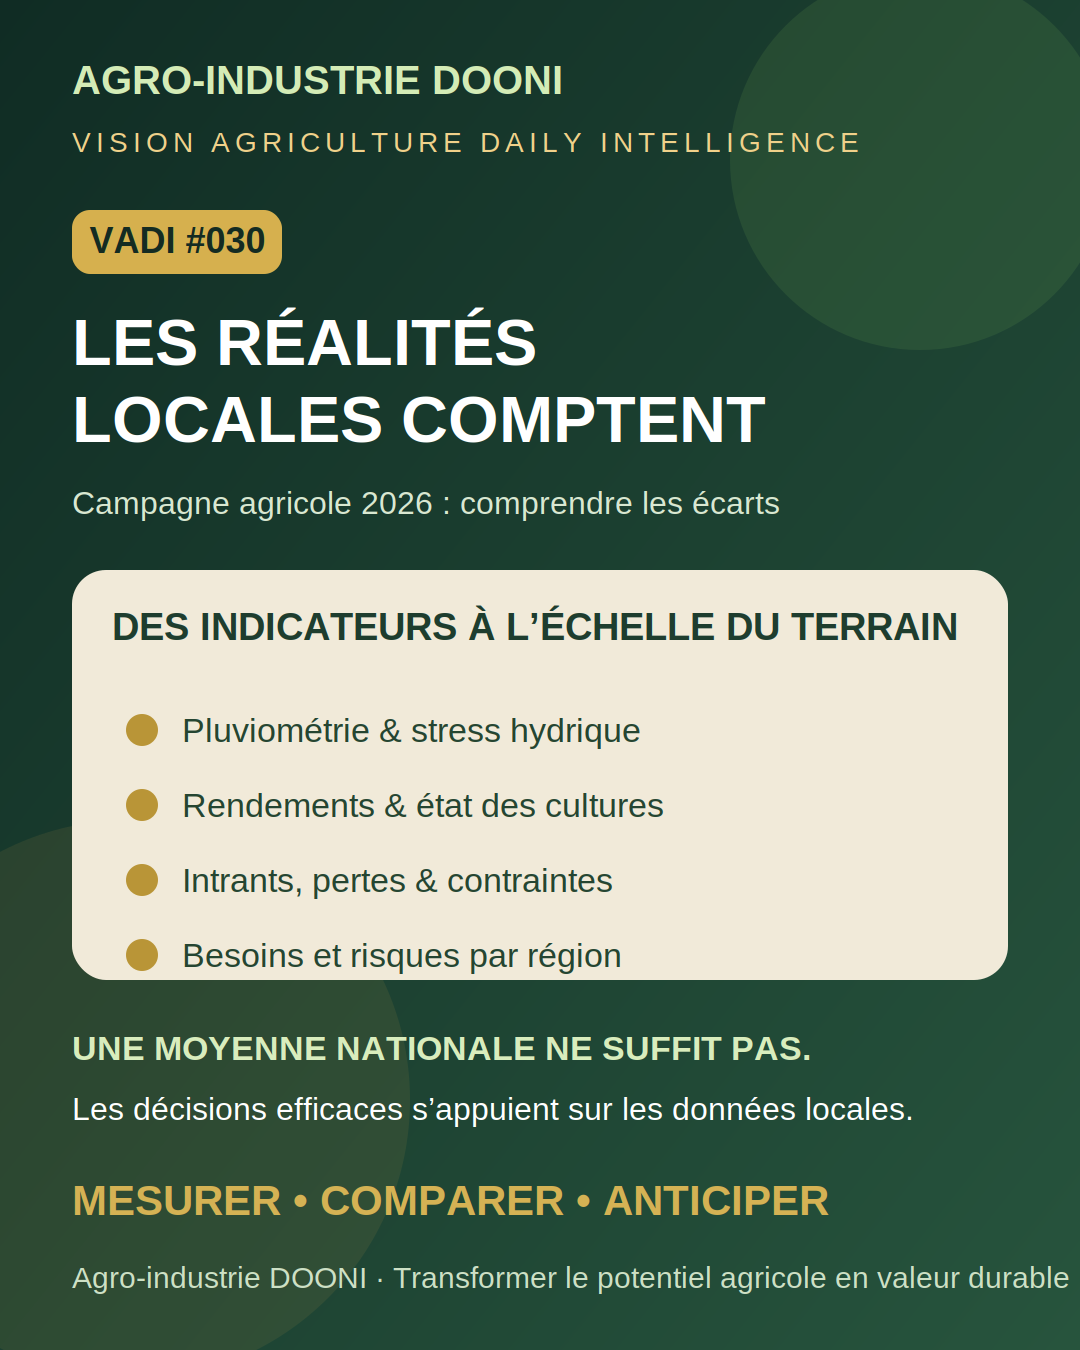 AGRO-INDUSTRIE DOONI
VISION AGRICULTURE DAILY INTELLIGENCE
VADI #030
LES RÉALITÉS
LOCALES COMPTENT
Campagne agricole 2026 : comprendre les écarts
DES INDICATEURS À L’ÉCHELLE DU TERRAIN
Pluviométrie & stress hydrique
Rendements & état des cultures
Intrants, pertes & contraintes
Besoins et risques par région
UNE MOYENNE NATIONALE NE SUFFIT PAS.
Les décisions efficaces s’appuient sur les données locales.
MESURER • COMPARER • ANTICIPER
Agro-industrie DOONI · Transformer le potentiel agricole en valeur durable